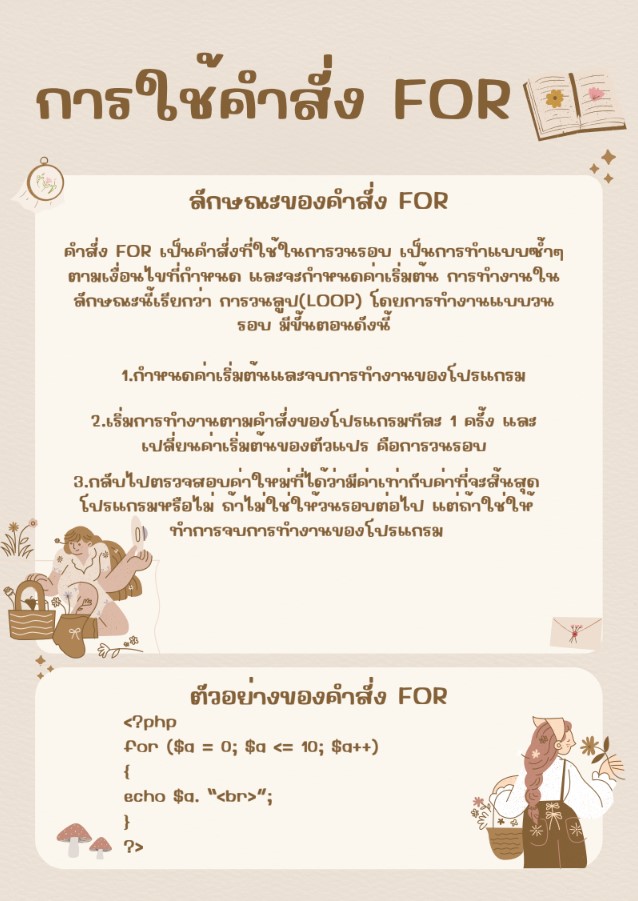 การใช้คำสั่ง FOR
ลักษณะของคำสั่ง FOR
คำสั่ง FOR เป็นคำสั่งที่ใช้ในการวนรอบ เป็นการทำแบบซ้ำๆ
ตามเงื่อนไขที่กำหนด และจะกำหนดค่าเริ่มต้น การทำงานใน
ลักษณะนี้เรียกว่า การวนลูป(LOOP) โดยการทำงานแบบวน
รอบ มีขั้นตอนดังนี้
1.กำหนดค่าเริ่มต้นและจบการทำงานของโปรแกรม
2.เริ่มการทำงานตามคำสั่งของโปรแกรมทีละ 1 ครั้ง และ
เปลี่ยนค่าเริ่มต้นของตัวแปร คือการวนรอบ
3.กลับไปตรวจสอบค่าใหม่ที่ได้ว่ามีค่าเท่ากับค่าที่จะสิ้นสุด
โปรแกรมหรือไม่ ถ้าไม่ใช่ให้วนรอบต่อไป แต่ถ้าใช่ให้
ทำการจบการทำงานของโปรแกรม
ตัวอย่างของคำสั่ง FOR
<?php
for ($a = 0; $a <= 10; $a++)
{
echo $a. “<br>”;
}
?>